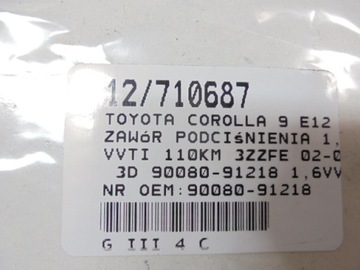 12/710687
TOYOTA COROLLA 9 E12
ZAWóR PODCIśNIENIA 1,
VVTI 110KM 3ZZFE 02-0
3D 90080-91218 1,6VV
NR OEM:90080-91218
G III 4 C